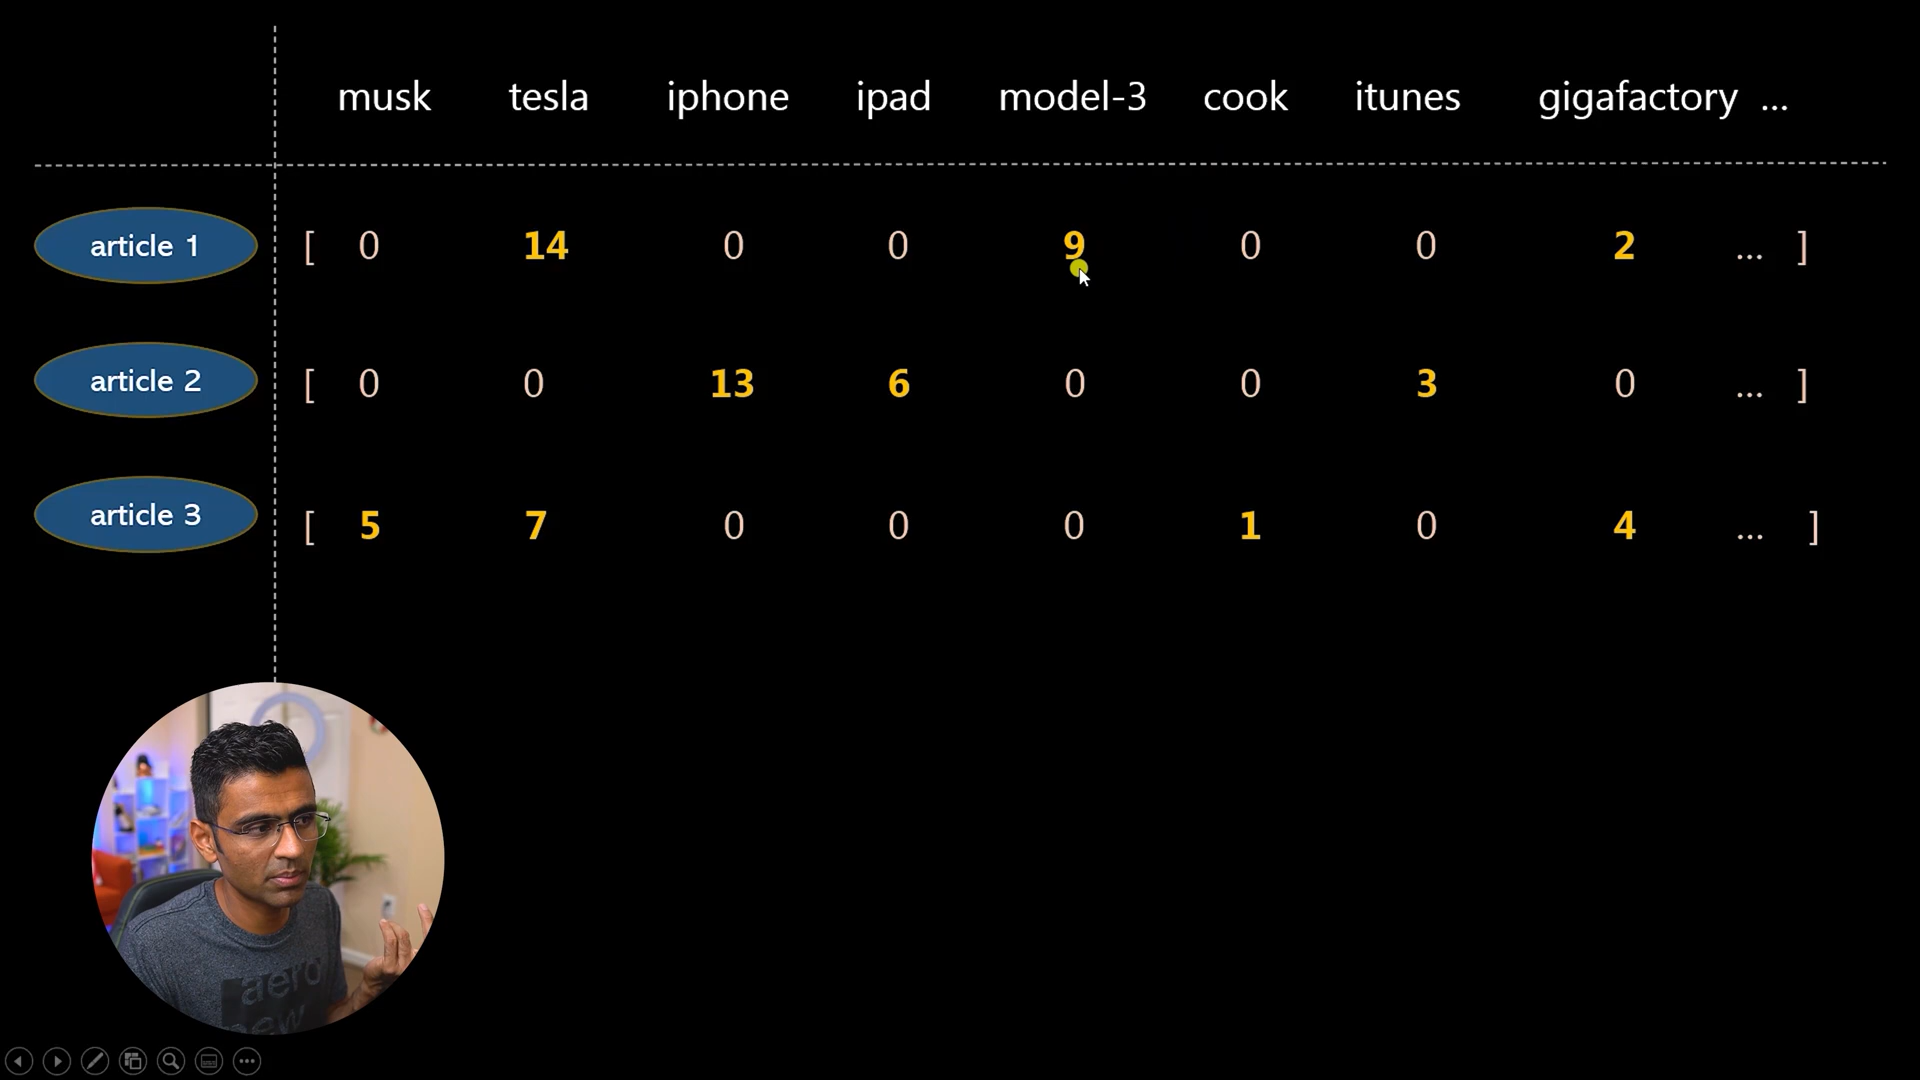 musk tesla iphone ipad model-3 cook itunes gigafactory ...
article 1 [ 0 14 0 0 9 0 0 2 ... ]
article 2 [ 0 0 13 6 0 0 3 0 ... ]
article 3 [ 5 7 0 0 0 1 0 4 ... ]
aero
new